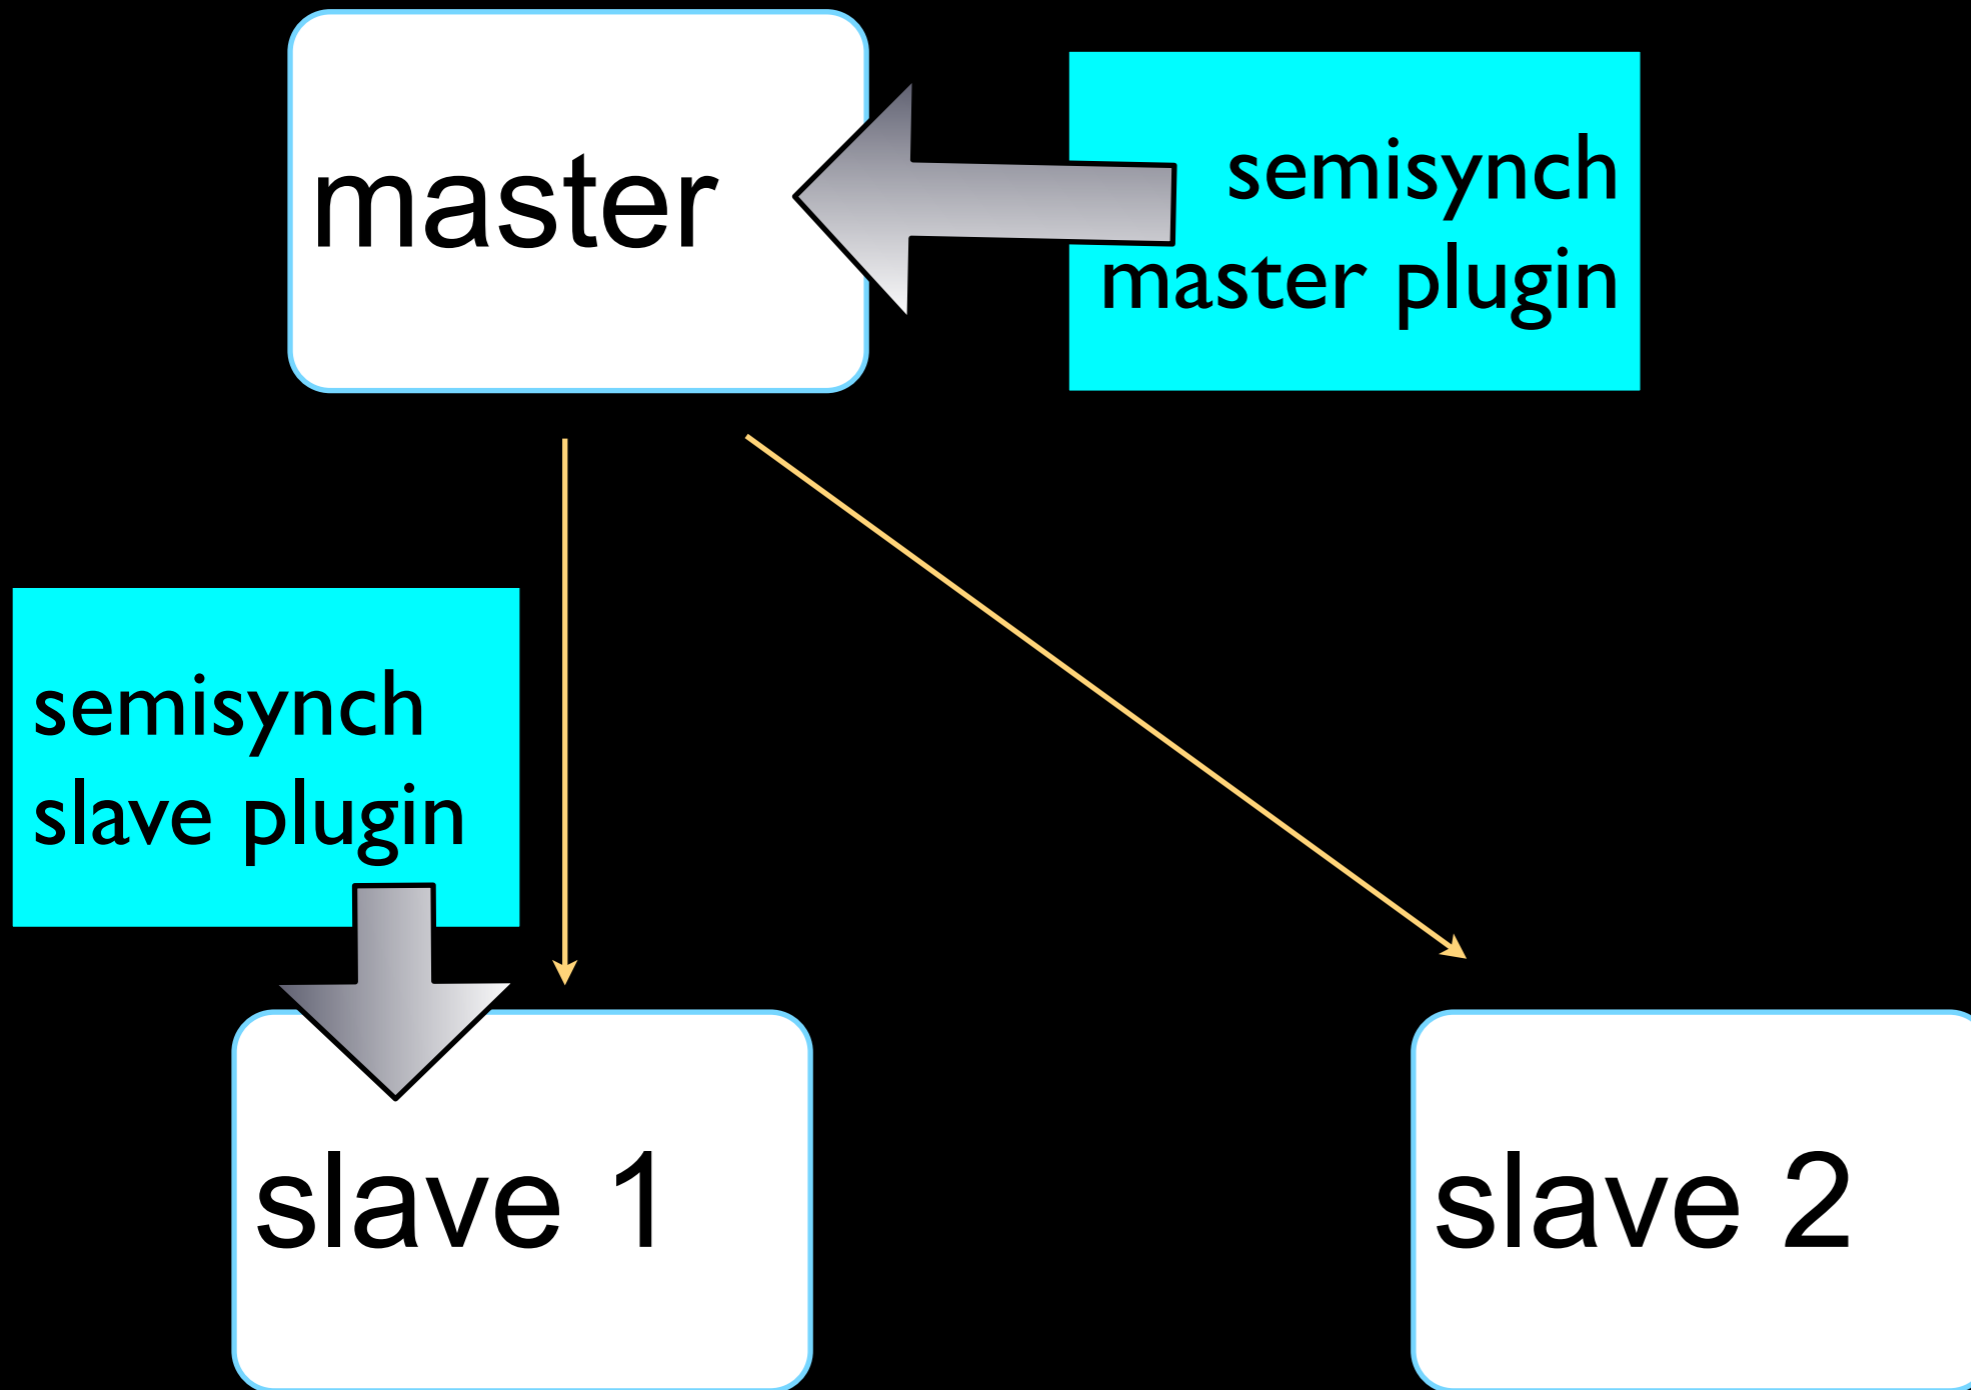 master
semisynch
master plugin
semisynch
slave plugin
slave 1
slave 2